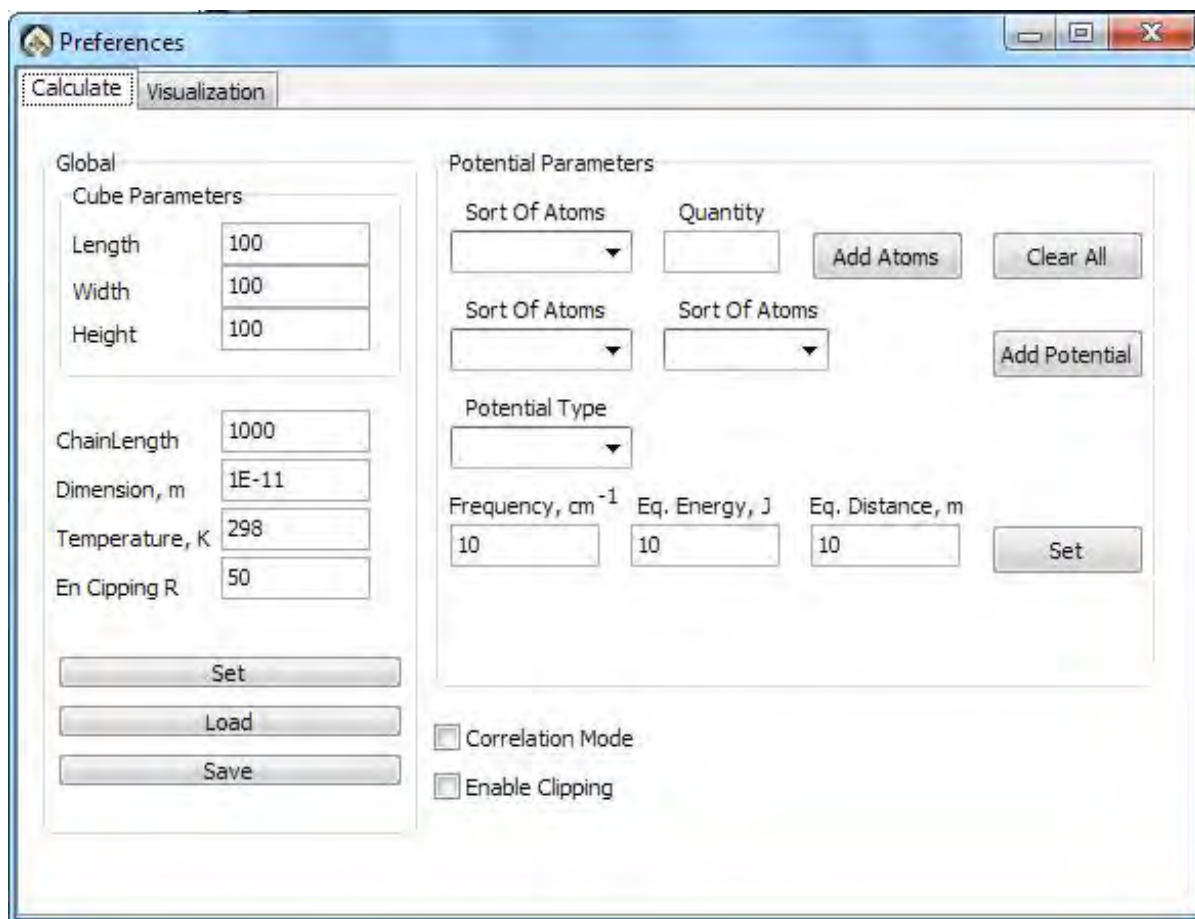 Preferences
Calculate Visualization
Global
Cube Parameters
Length 100
Width 100
Height 100
ChainLength 1000
Dimension, m 1E-11
Temperature, K 298
En Cipping R 50
Set
Load
Save
Potential Parameters
Sort Of Atoms Quantity
Add Atoms Clear All
Sort Of Atoms Sort Of Atoms
Add Potential
Potential Type
Frequency, cm⁻¹ Eq. Energy, J Eq. Distance, m
10 10 10 Set
Correlation Mode
Enable Clipping